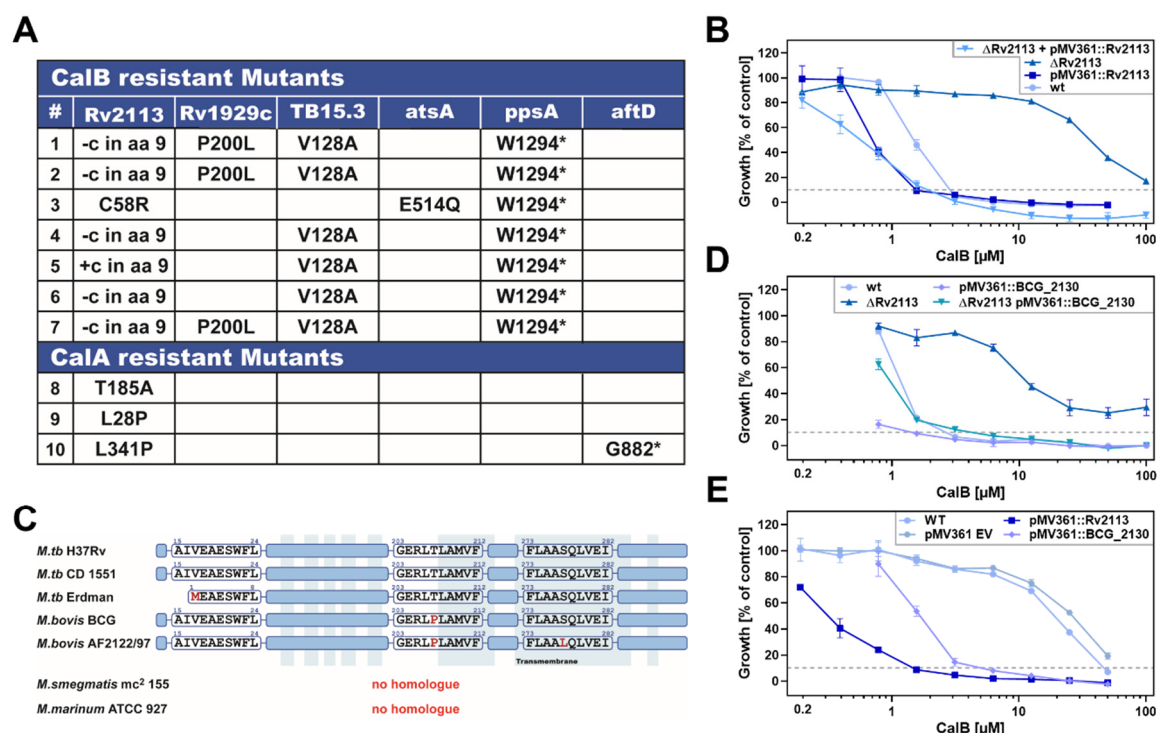 A
CalB resistant Mutants
# Rv2113 Rv1929c TB15.3 atsA ppsA aftD
1 -c in aa 9 P200L V128A W1294*
2 -c in aa 9 P200L V128A W1294*
3 C58R E514Q W1294*
4 -c in aa 9 V128A W1294*
5 +c in aa 9 V128A W1294*
6 -c in aa 9 V128A W1294*
7 -c in aa 9 P200L V128A W1294*
CalA resistant Mutants
8 T185A
9 L28P
10 L341P G882*
B
ΔRv2113 + pMV361::Rv2113
ΔRv2113
pMV361::Rv2113
wt
Growth [% of control]
120
100
80
60
40
20
0
0.2 1 10 100
CalB [µM]
C
15 24 203 212 273 282
M.tb H37Rv AIVEAESWFL GERLTLAMVF FLAASQLVEI
15 24 203 212 273 282
M.tb CD 1551 AIVEAESWFL GERLTLAMVF FLAASQLVEI
1 203 212 273 282
M.tb Erdman MEAESWFL GERLTLAMVF FLAASQLVEI
15 24 203 212 273 282
M.bovis BCG AIVEAESWFL GERLPLAMVF FLAASQLVEI
15 24 203 212 273 282
M.bovis AF2122/97 AIVEAESWFL GERLPLAMVF FLAALQLVEI
Transmembrane
M.smegmatis mc² 155 no homologue
M.marinum ATCC 927 no homologue
D
wt pMV361::BCG_2130
ΔRv2113 ΔRv2113 pMV361::BCG_2130
Growth [% of control]
120
100
80
60
40
20
0
0.2 1 10 100
CalB [µM]
E
WT pMV361::Rv2113
pMV361 EV pMV361::BCG_2130
Growth [% of control]
120
100
80
60
40
20
0
0.2 1 10 100
CalB [µM]